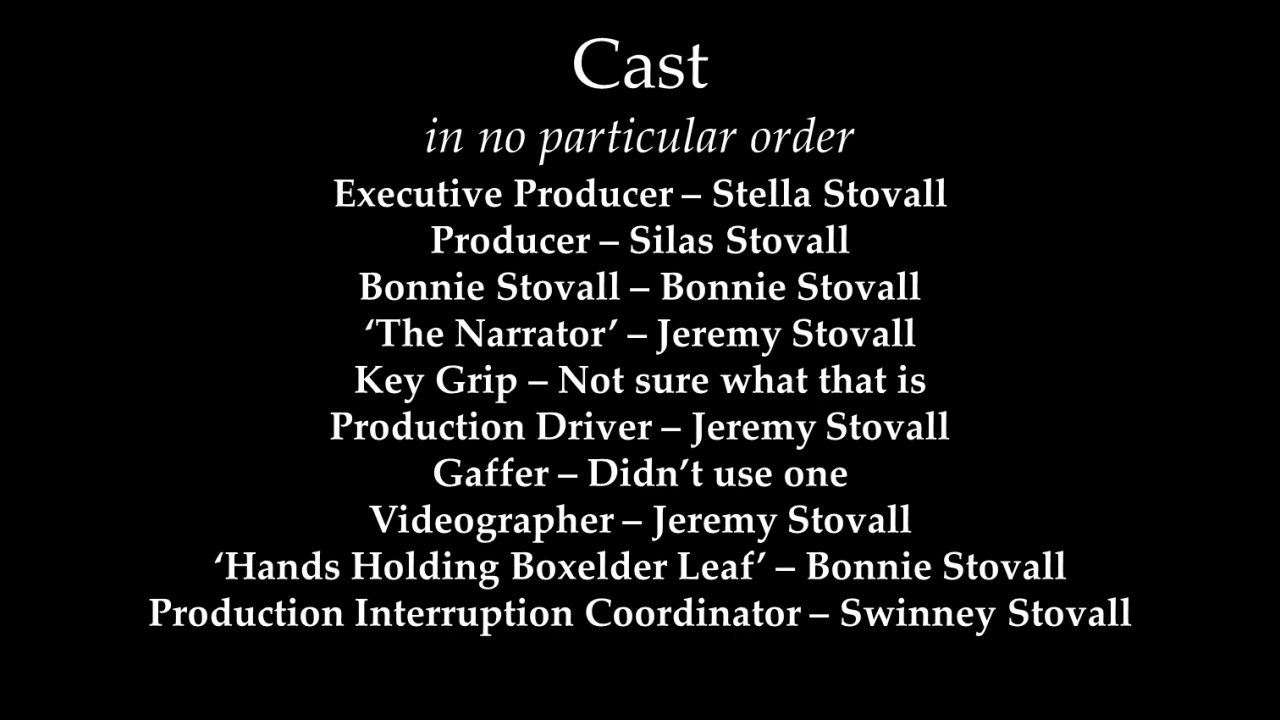 Cast
in no particular order
Executive Producer – Stella Stovall
Producer – Silas Stovall
Bonnie Stovall – Bonnie Stovall
‘The Narrator’ – Jeremy Stovall
Key Grip – Not sure what that is
Production Driver – Jeremy Stovall
Gaffer – Didn’t use one
Videographer – Jeremy Stovall
‘Hands Holding Boxelder Leaf’ – Bonnie Stovall
Production Interruption Coordinator – Swinney Stovall